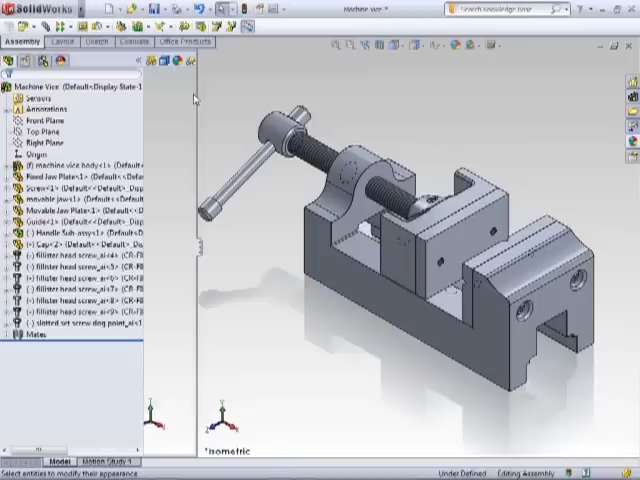 SolidWorks
machine vice *
Search knowledge base
Assembly Layout Sketch Evaluate Office Products
Machine Vice (Default<Display State-1
Sensors
Annotations
Front Plane
Top Plane
Right Plane
Origin
(f) machine vice body<1> (Default<
Fixed Jaw Plate<1> (Default<<Def
Screw<1> (Default<<Default>_Disp
movable jaw<1> (Default<<Default
Movable Jaw Plate<1> (Default<<
Guide<1> (Default<<Default>_Disp
(-) Handle Sub-assy<1> (Default<D
(-) Cap<2> (Default<<Default>_Dis
(-) fillister head screw_ai<4> (CR-FI
(-) fillister head screw_ai<5> (CR-FI
(-) fillister head screw_ai<6> (CR-FI
(-) fillister head screw_ai<7> (CR-FI
(-) fillister head screw_ai<8> (CR-FI
(-) fillister head screw_ai<9> (CR-FI
(-) slotted set screw dog point_ai<1
Mates
*Isometric
Model Motion Study 1
Select entities to modify their appearance
Under Defined Editing Assembly